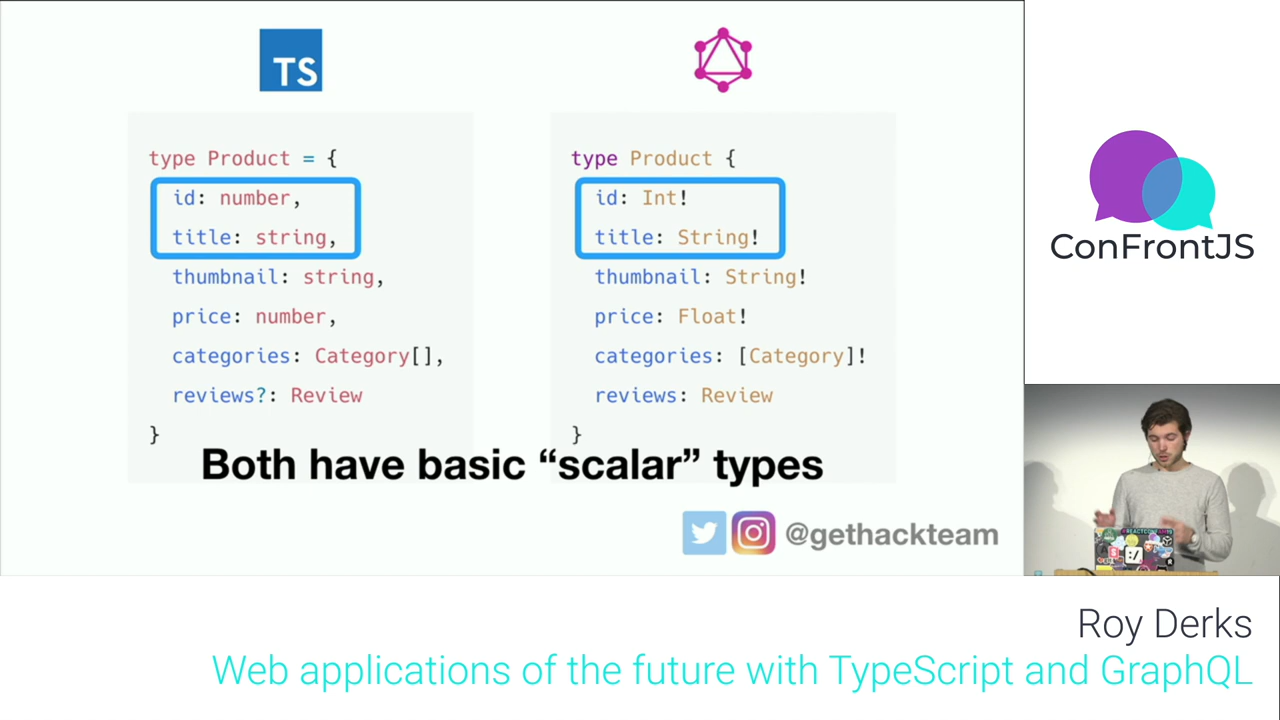 TS
type Product = {
id: number,
title: string,
thumbnail: string,
price: number,
categories: Category[],
reviews?: Review
}
type Product {
id: Int!
title: String!
thumbnail: String!
price: Float!
categories: [Category]!
reviews: Review
}
Both have basic “scalar” types
@gethackteam
ConFrontJS
Roy Derks
Web applications of the future with TypeScript and GraphQL